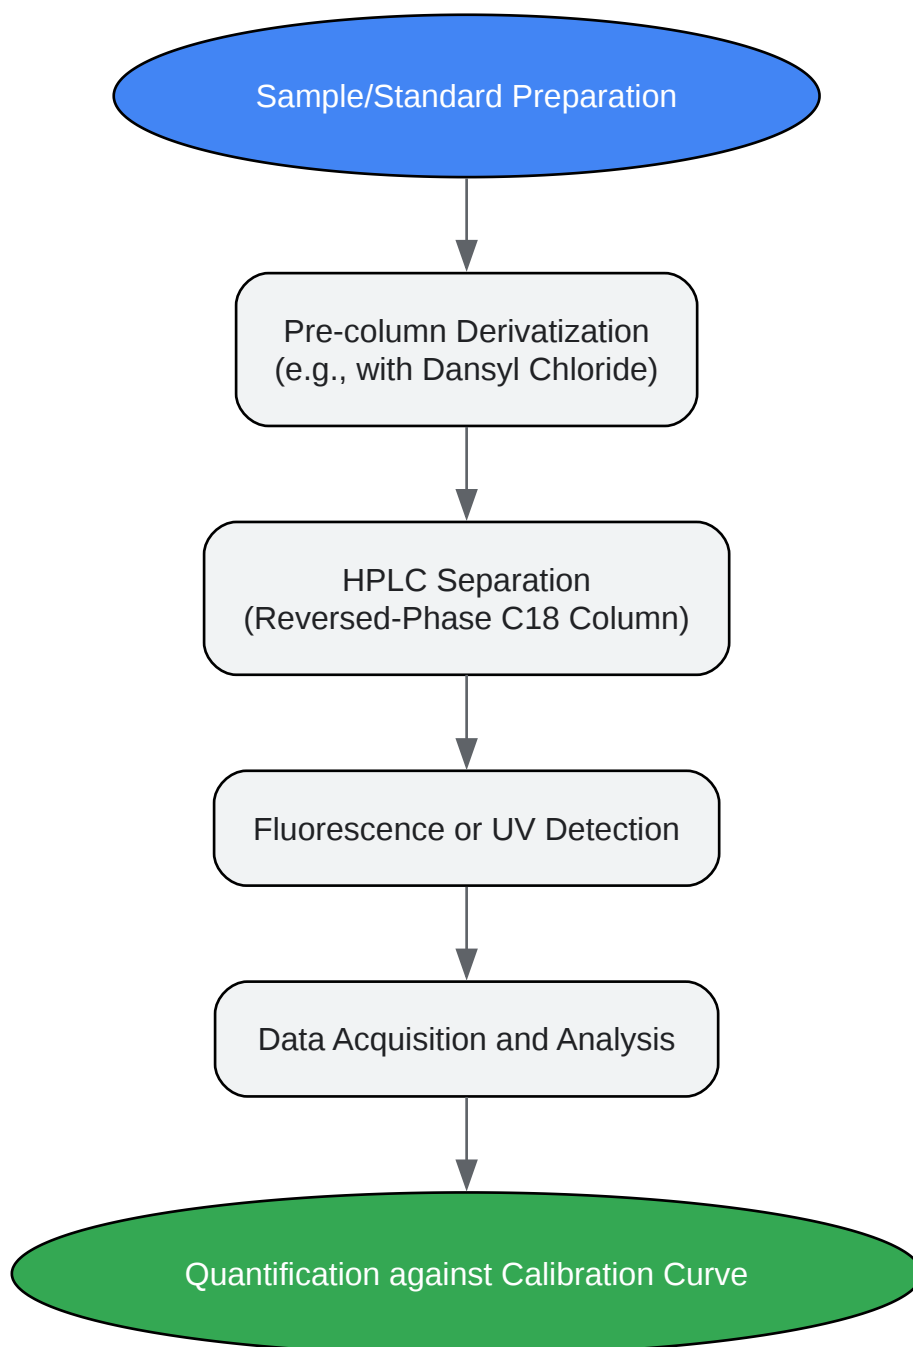 Sample/Standard Preparation
Pre-column Derivatization
(e.g., with Dansyl Chloride)
HPLC Separation
(Reversed-Phase C18 Column)
Fluorescence or UV Detection
Data Acquisition and Analysis
Quantification against Calibration Curve